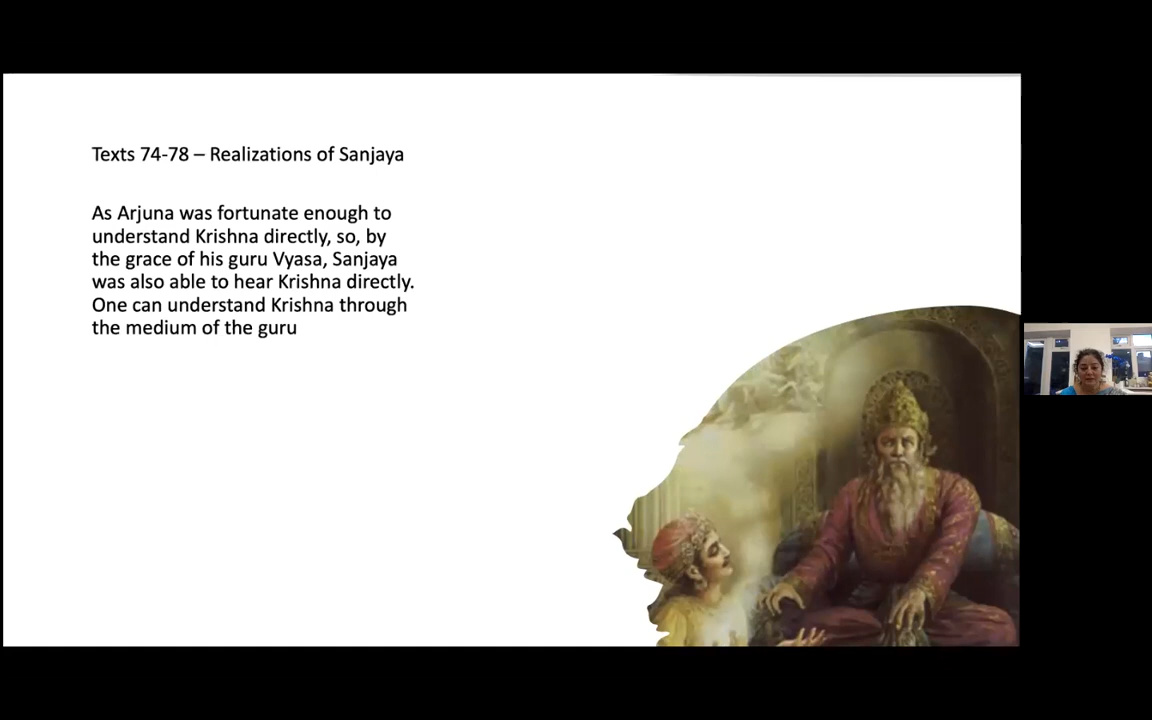 Texts 74-78 – Realizations of Sanjaya
As Arjuna was fortunate enough to
understand Krishna directly, so, by
the grace of his guru Vyasa, Sanjaya
was also able to hear Krishna directly.
One can understand Krishna through
the medium of the guru